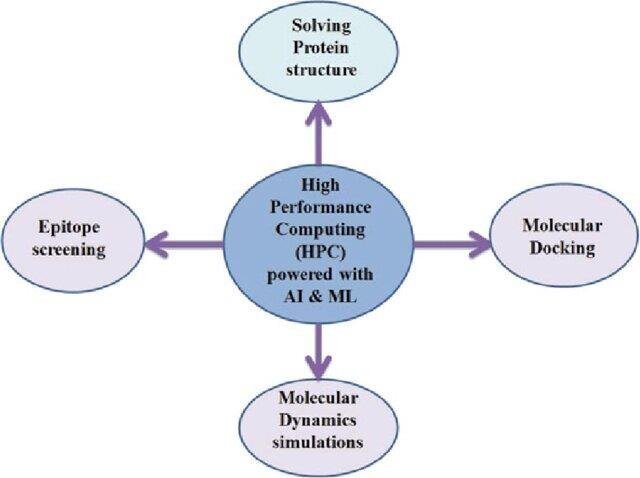 Solving
Protein
structure
High
Performance
Computing
(HPC)
powered with
AI & ML
Epitope
screening
Molecular
Docking
Molecular
Dynamics
simulations